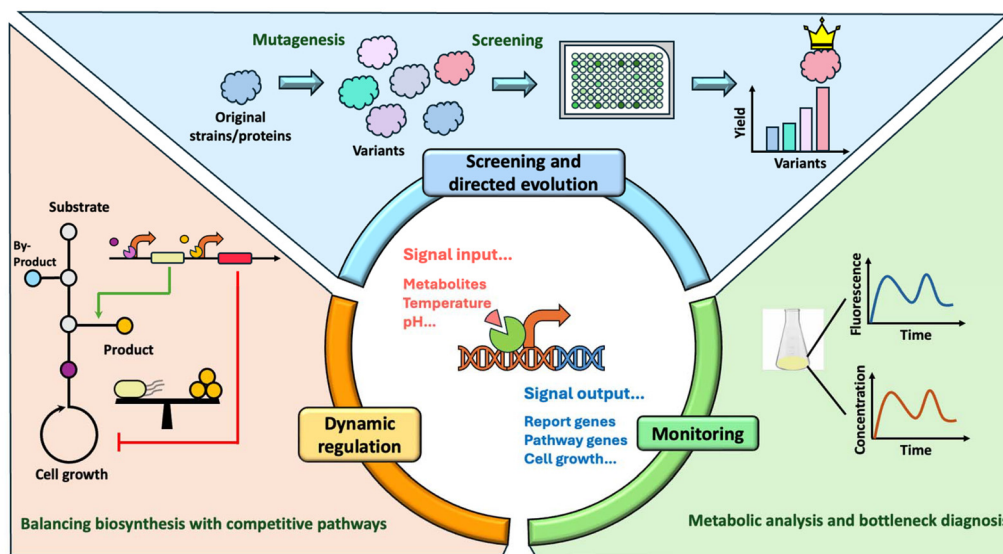 Mutagenesis
Screening
Original
strains/proteins
Variants
Yield
Variants
Screening and
directed evolution
Substrate
By-
Product
Product
Cell growth
Signal input...
Metabolites
Temperature
pH...
Signal output...
Report genes
Pathway genes
Cell growth...
Dynamic
regulation
Monitoring
Fluorescence
Time
Concentration
Time
Balancing biosynthesis with competitive pathways
Metabolic analysis and bottleneck diagnosis